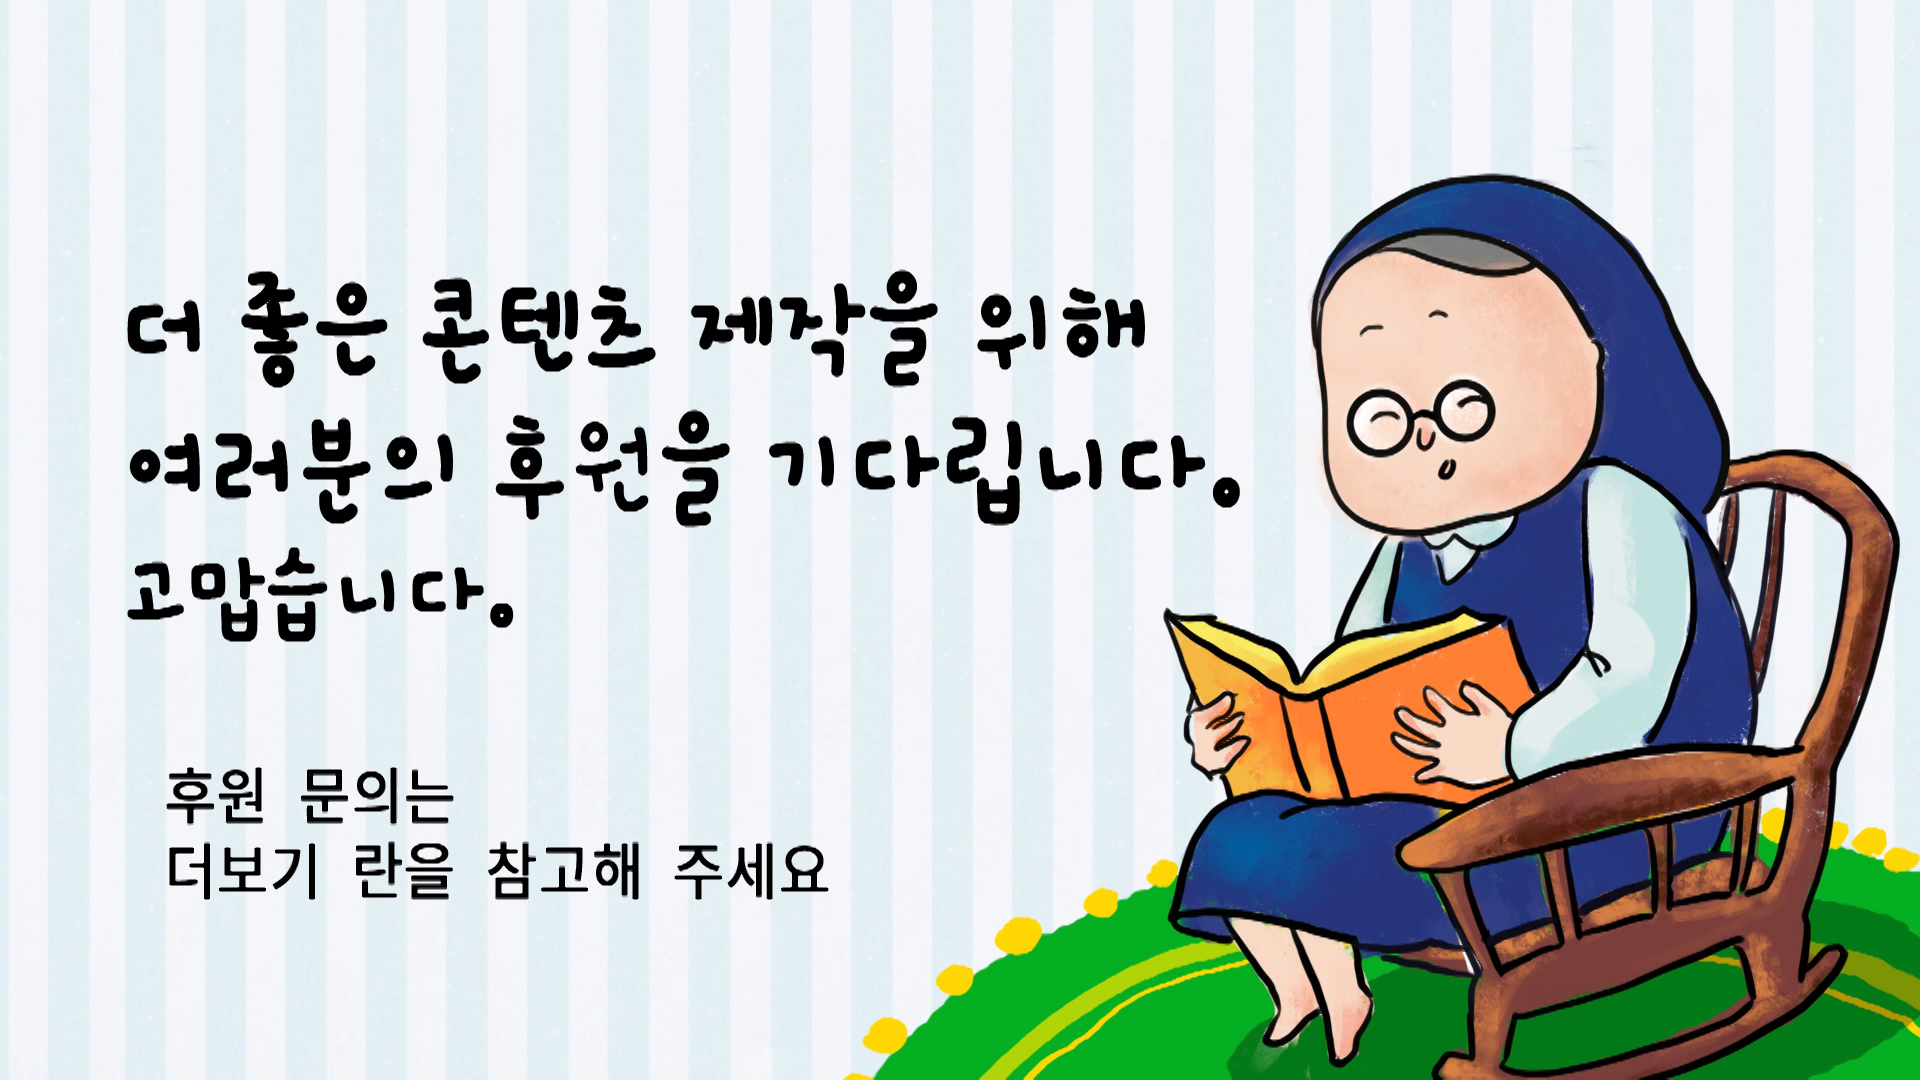 더 좋은 콘텐츠 제작을 위해
여러분의 후원을 기다립니다.
고맙습니다.
후원 문의는
더보기 란을 참고해 주세요